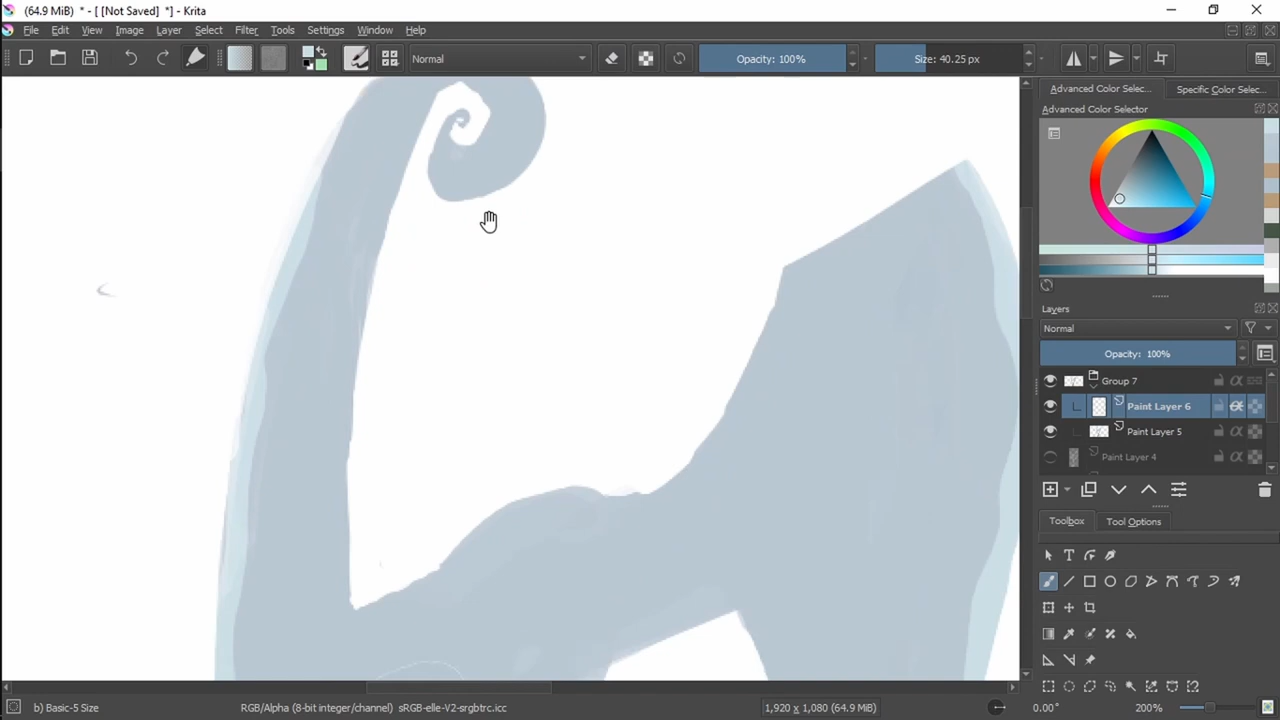 (64.9 MiB) * - [ [Not Saved] *] - Krita
File Edit View Image Layer Select Filter Tools Settings Window Help
Normal Opacity: 100% Size: 40.25 px
Advanced Color Selec... Specific Color Selec...
Advanced Color Selector
Layers
Normal
Opacity: 100%
Group 7
Paint Layer 6
Paint Layer 5
Paint Layer 4
Toolbox Tool Options
b) Basic-5 Size RGB/Alpha (8-bit integer/channel) sRGB-elle-V2-srgbtrc.icc 1,920 x 1,080 (64.9 MiB) 0.00° 200%